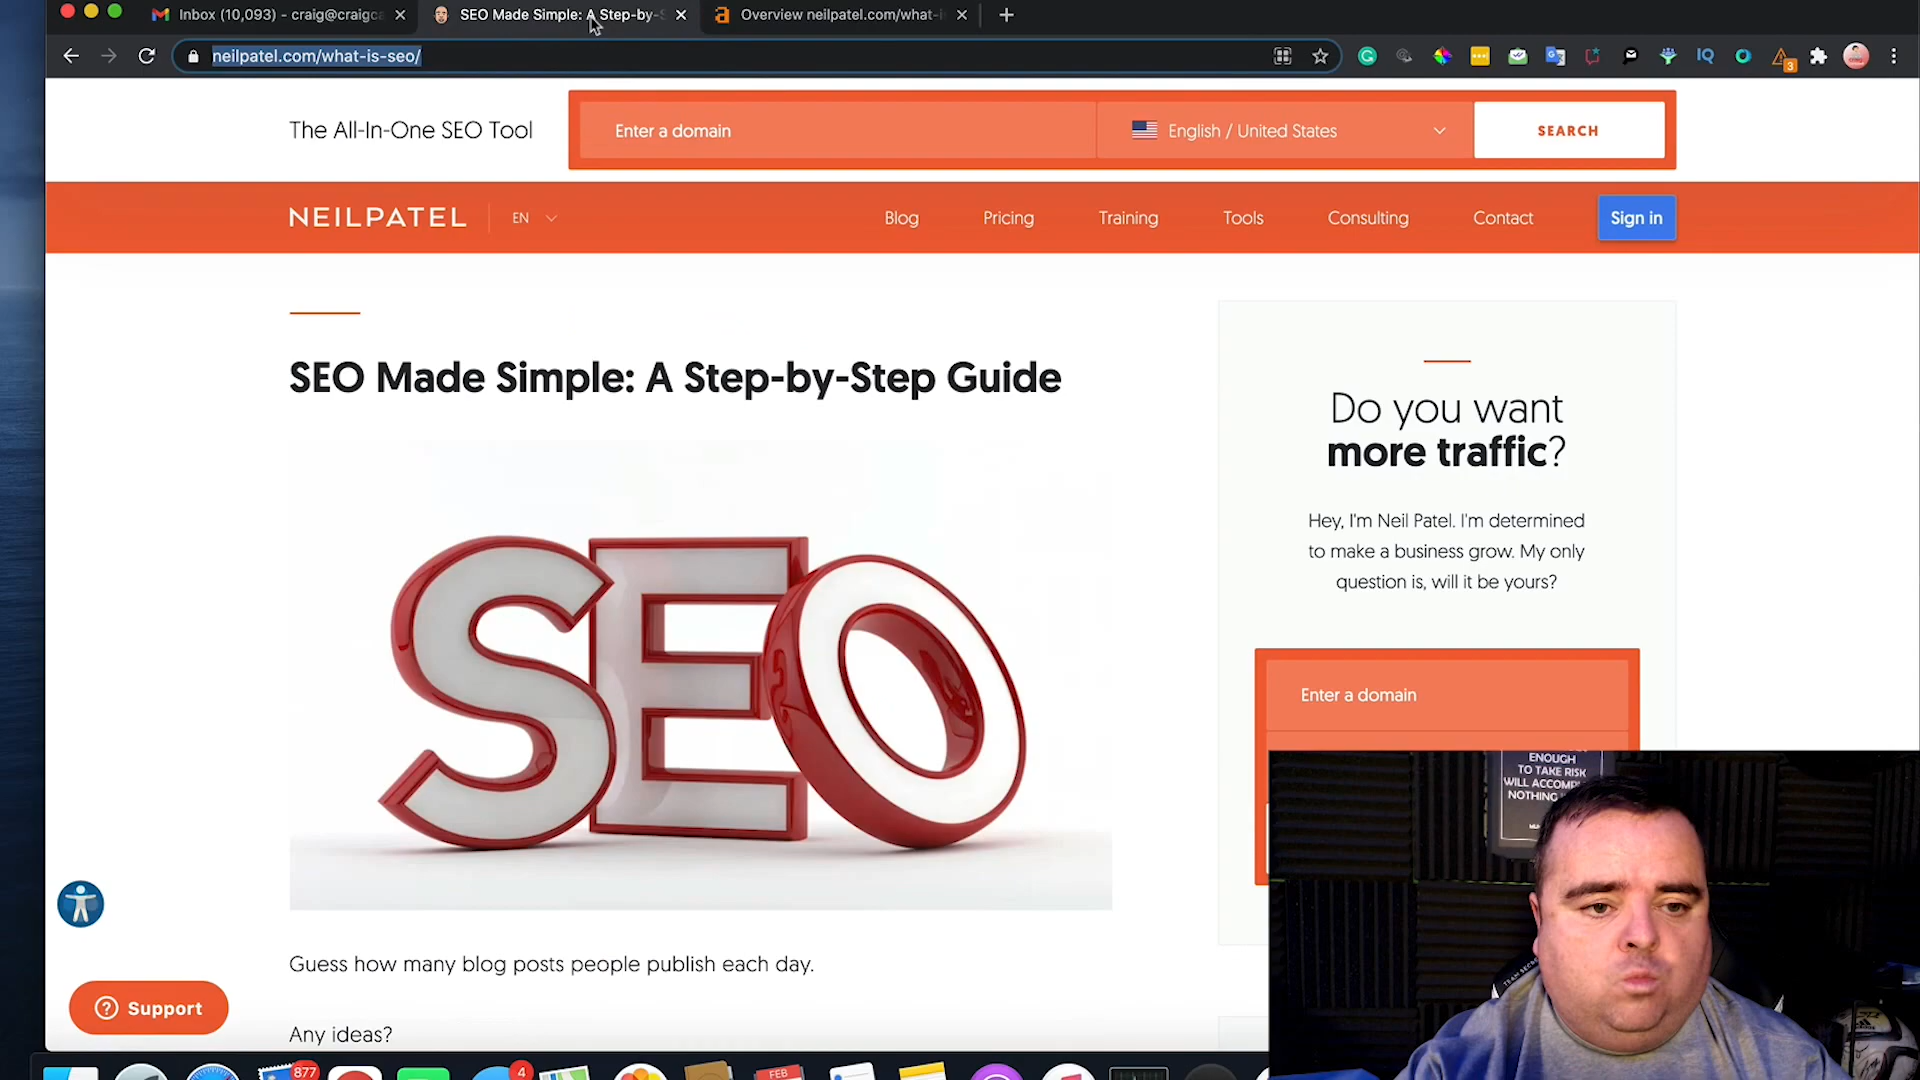 Inbox (10,093) - craig@craigca
SEO Made Simple: A Step-by-S
Overview neilpatel.com/what-i
neilpatel.com/what-is-seo/
IQ
3
The All-In-One SEO Tool
Enter a domain
English / United States
SEARCH
NEILPATEL
EN
Blog
Pricing
Training
Tools
Consulting
Contact
Sign in
SEO Made Simple: A Step-by-Step Guide
SEO
Do you want
more traffic?
Hey, I'm Neil Patel. I'm determined
to make a business grow. My only
question is, will it be yours?
Enter a domain
ENOUGH
TO TAKE RISK
WILL ACCOMP
NOTHING
Guess how many blog posts people publish each day.
Support
Any ideas?
877
4
FEB